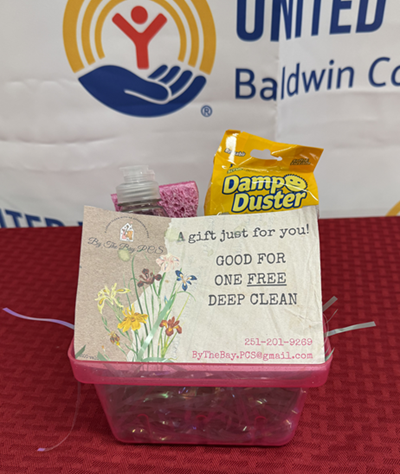 UNITED
Baldwin Co
®
UNITED
Damp
Duster
By The Bay PCS
A gift just for you!
GOOD FOR
ONE FREE
DEEP CLEAN
251-201-9269
ByTheBay.PCS@gmail.com